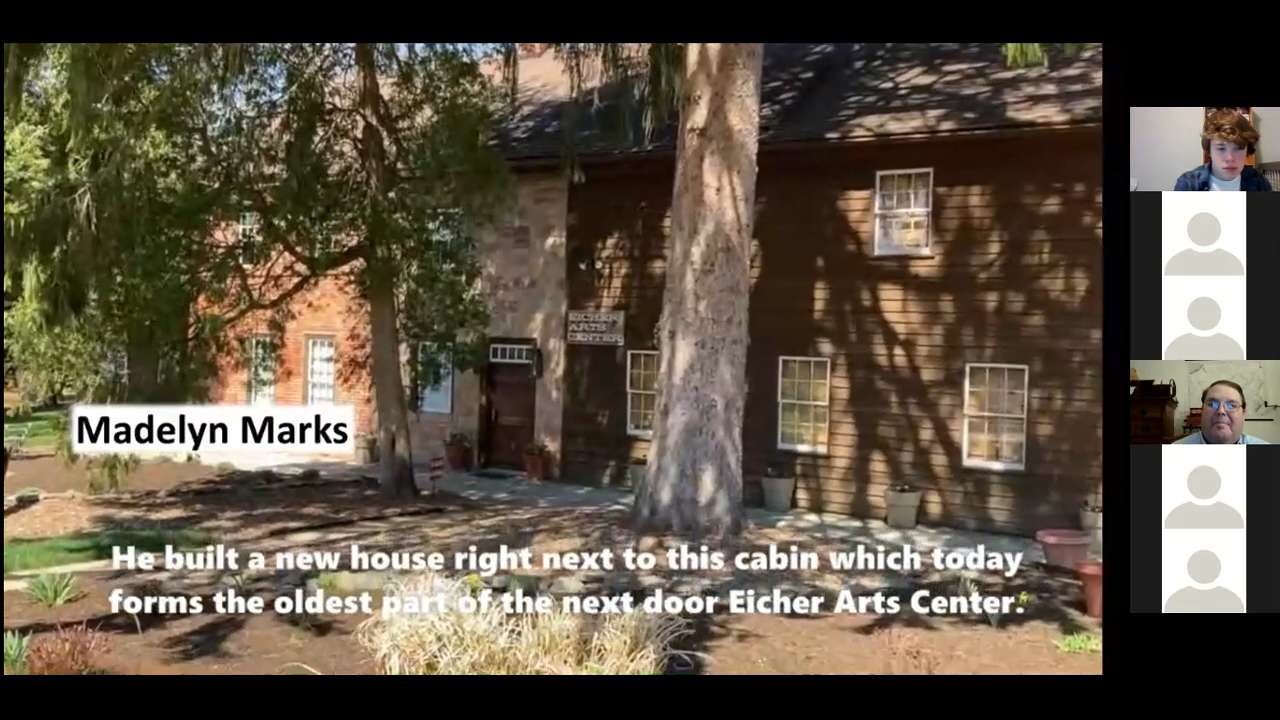 EICHER
ARTS
CENTER
Madelyn Marks
He built a new house right next to this cabin which today
forms the oldest part of the next door Eicher Arts Center.